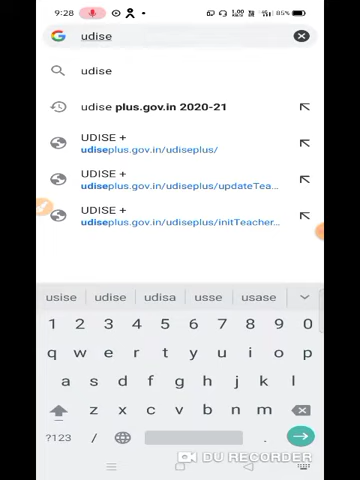 9:28
85%
udise
udise
udise plus.gov.in 2020-21
UDISE +
udiseplus.gov.in/udiseplus/
UDISE +
udiseplus.gov.in/udiseplus/updateTea...
UDISE +
udiseplus.gov.in/udiseplus/initTeacher...
usise udise udisa usse usase
1 2 3 4 5 6 7 8 9 0
q w e r t y u i o p
a s d f g h j k l
z x c v b n m
?123 / .
DU RECORDER